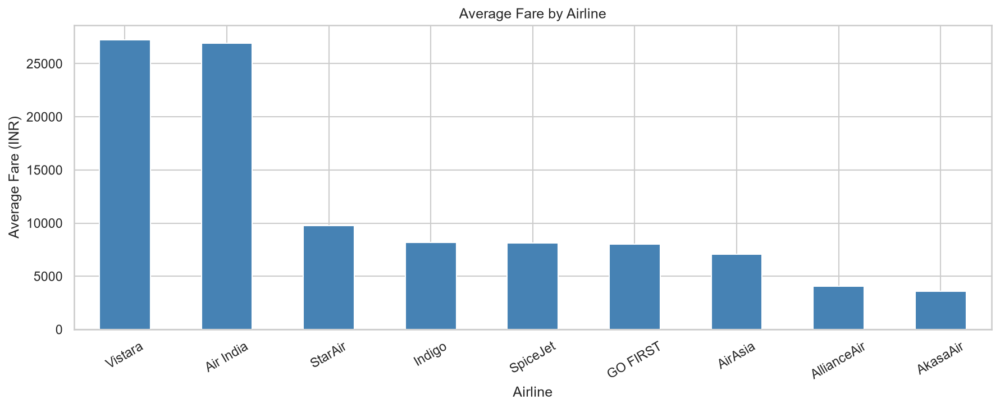 Average Fare by Airline
Average Fare (INR)
25000
20000
15000
10000
5000
0
Vistara
Air India
StarAir
Indigo
SpiceJet
GO FIRST
AirAsia
AllianceAir
AkasaAir
Airline